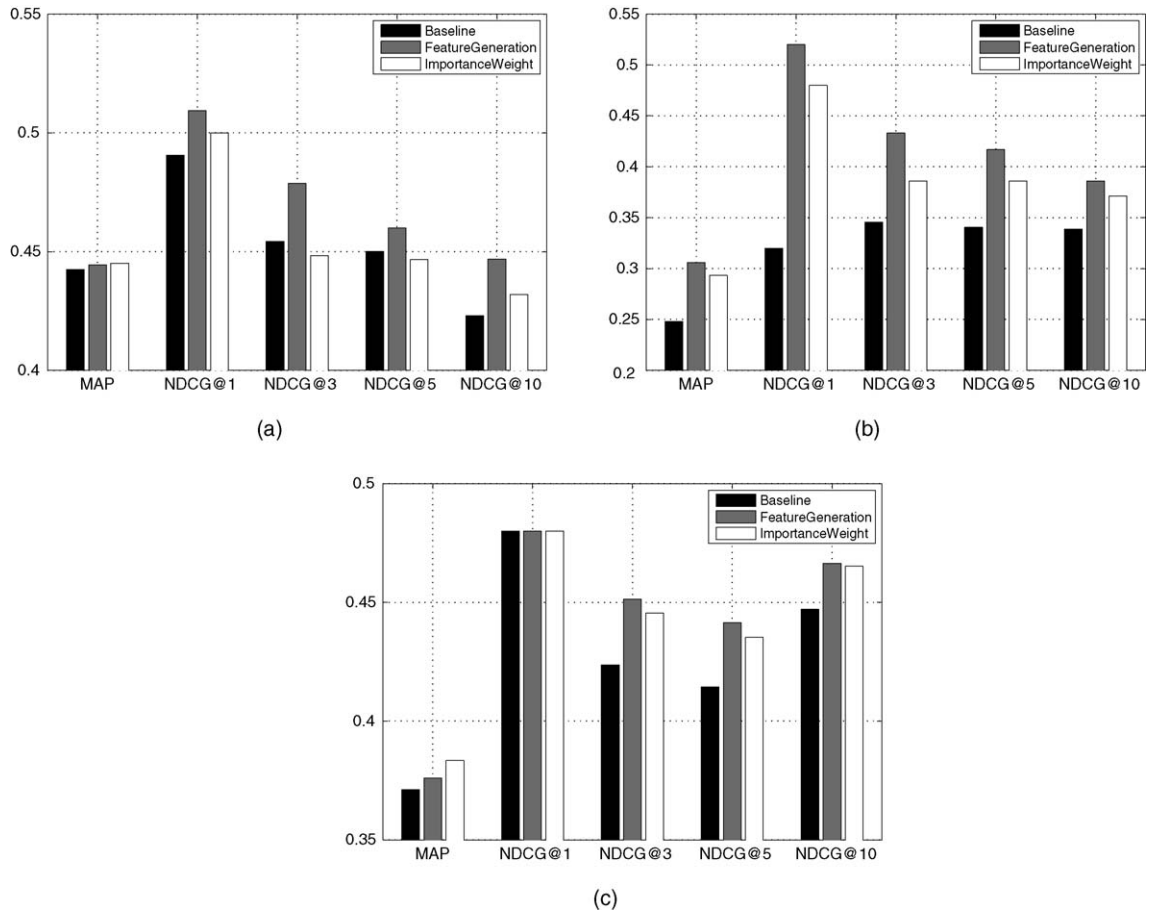 0.55
Baseline
FeatureGeneration
ImportanceWeight
0.5
0.45
0.4
MAP NDCG@1 NDCG@3 NDCG@5 NDCG@10
(a)
0.55
Baseline
FeatureGeneration
ImportanceWeight
0.5
0.45
0.4
0.35
0.3
0.25
0.2
MAP NDCG@1 NDCG@3 NDCG@5 NDCG@10
(b)
0.5
Baseline
FeatureGeneration
ImportanceWeight
0.45
0.4
0.35
MAP NDCG@1 NDCG@3 NDCG@5 NDCG@10
(c)